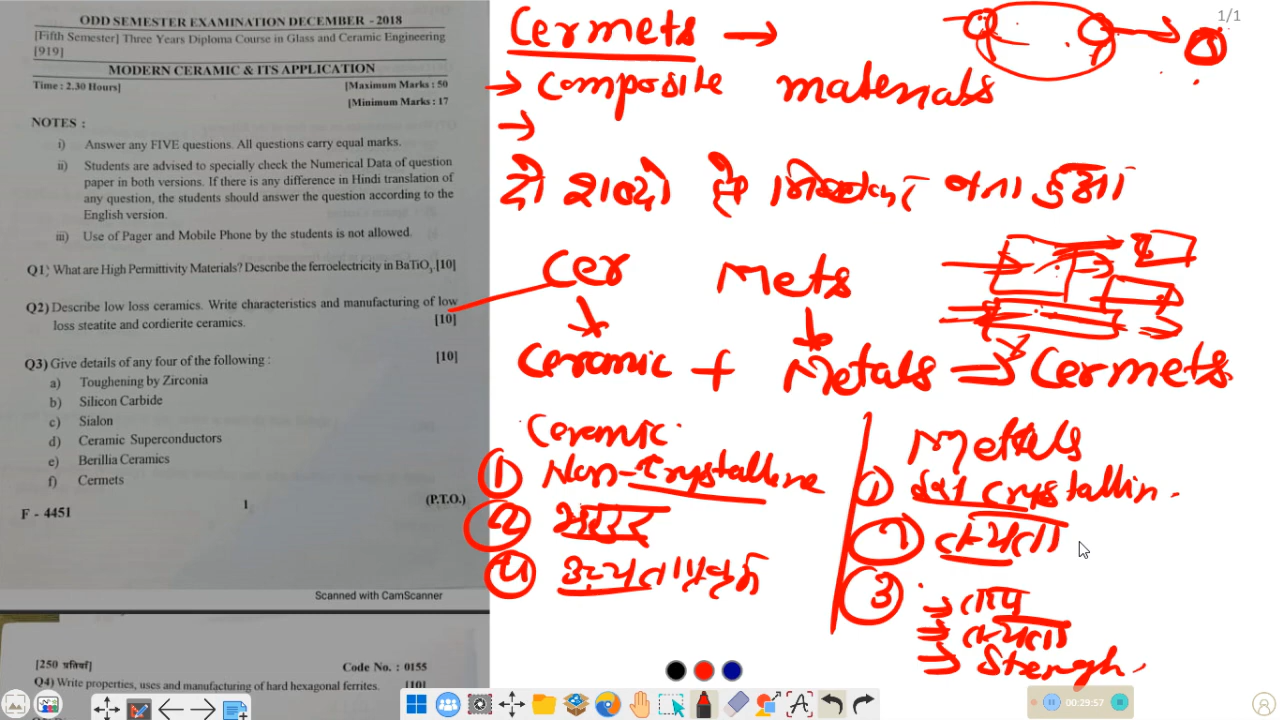 ODD SEMESTER EXAMINATION DECEMBER - 2018
[Fifth Semester] Three Years Diploma Course in Glass and Ceramic Engineering
[919]
MODERN CERAMIC & ITS APPLICATION
Time : 2.30 Hours] [Maximum Marks : 50
[Minimum Marks : 17
NOTES :
i) Answer any FIVE questions. All questions carry equal marks.
ii) Students are advised to specially check the Numerical Data of question
paper in both versions. If there is any difference in Hindi translation of
any question, the students should answer the question according to the
English version.
iii) Use of Pager and Mobile Phone by the students is not allowed.
Q1) What are High Permittivity Materials? Describe the ferroelectricity in BaTiO3. [10]
Q2) Describe low loss ceramics. Write characteristics and manufacturing of low
loss steatite and cordierite ceramics. [10]
Q3) Give details of any four of the following : [10]
a) Toughening by Zirconia
b) Silicon Carbide
c) Sialon
d) Ceramic Superconductors
e) Berillia Ceramics
f) Cermets
F - 4451 1 (P.T.O.)
Scanned with CamScanner
[250 प्रतियाँ] Code No. : 0155
Q4) Write properties, uses and manufacturing of hard hexagonal ferrites. [10]
1/1
Cermets →
→ Composite materials
→
दो शब्दो से मिलकर बना हुआ
Cer Mets
Ceramic + Metals → Cermets
Ceramic
① Non-Crystalline
Metals
① Crystallin
② तन्यता
③ → ताप
→ तन्यता
→ Strength
00:29:57